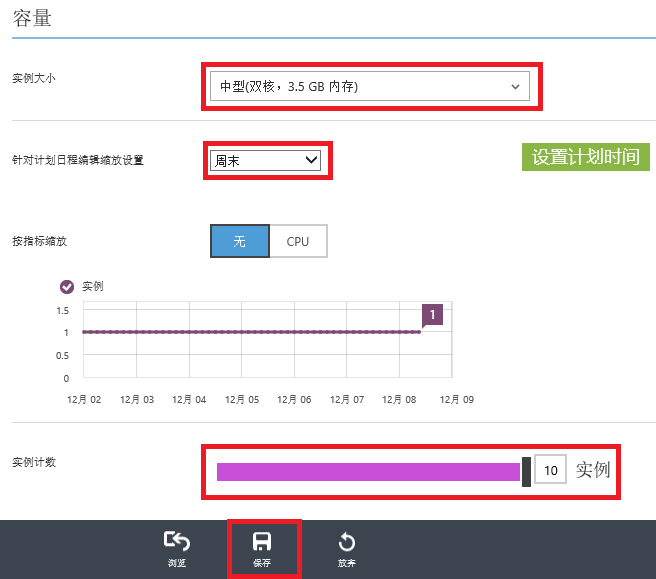 容量
实例大小
中型(双核，3.5 GB 内存)
针对计划日程编辑缩放设置
周末
设置计划时间
按指标缩放
无
CPU
实例
1.5
1
0.5
0
1
12月 02
12月 03
12月 04
12月 05
12月 06
12月 07
12月 08
12月 09
实例计数
10
实例
浏览
保存
放弃